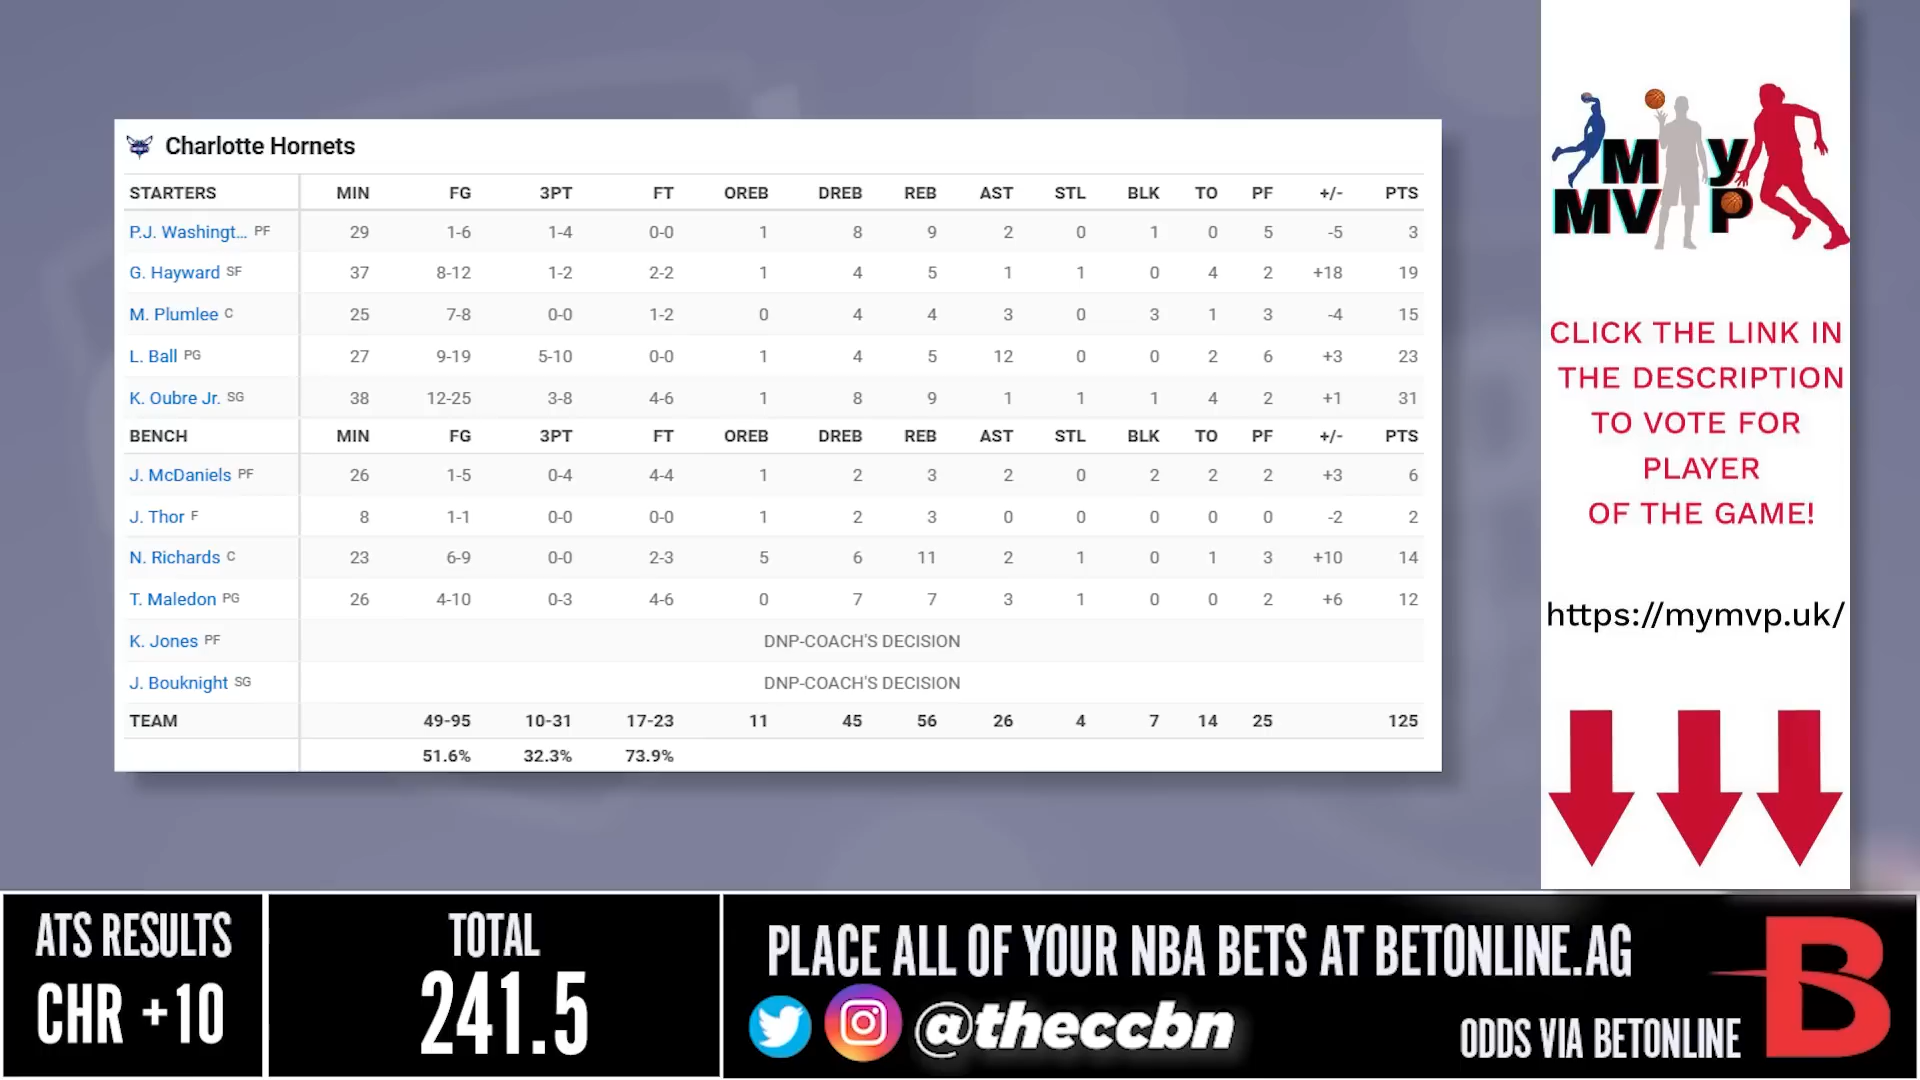 Charlotte Hornets
STARTERS MIN FG 3PT FT OREB DREB REB AST STL BLK TO PF +/- PTS
P.J. Washingt... PF 29 1-6 1-4 0-0 1 8 9 2 0 1 0 5 -5 3
G. Hayward SF 37 8-12 1-2 2-2 1 4 5 1 1 0 4 2 +18 19
M. Plumlee C 25 7-8 0-0 1-2 0 4 4 3 0 3 1 3 -4 15
L. Ball PG 27 9-19 5-10 0-0 1 4 5 12 0 0 2 6 +3 23
K. Oubre Jr. SG 38 12-25 3-8 4-6 1 8 9 1 1 1 4 2 +1 31
BENCH MIN FG 3PT FT OREB DREB REB AST STL BLK TO PF +/- PTS
J. McDaniels PF 26 1-5 0-4 4-4 1 2 3 2 0 2 2 2 +3 6
J. Thor F 8 1-1 0-0 0-0 1 2 3 0 0 0 0 0 -2 2
N. Richards C 23 6-9 0-0 2-3 5 6 11 2 1 0 1 3 +10 14
T. Maledon PG 26 4-10 0-3 4-6 0 7 7 3 1 0 0 2 +6 12
K. Jones PF DNP-COACH'S DECISION
J. Bouknight SG DNP-COACH'S DECISION
TEAM 49-95 10-31 17-23 11 45 56 26 4 7 14 25 125
51.6% 32.3% 73.9%
My
MVP
CLICK THE LINK IN
THE DESCRIPTION
TO VOTE FOR
PLAYER
OF THE GAME!
https://mymvp.uk/
ATS RESULTS
CHR +10
TOTAL
241.5
PLACE ALL OF YOUR NBA BETS AT BETONLINE.AG
@theccbn
ODDS VIA BETONLINE
B